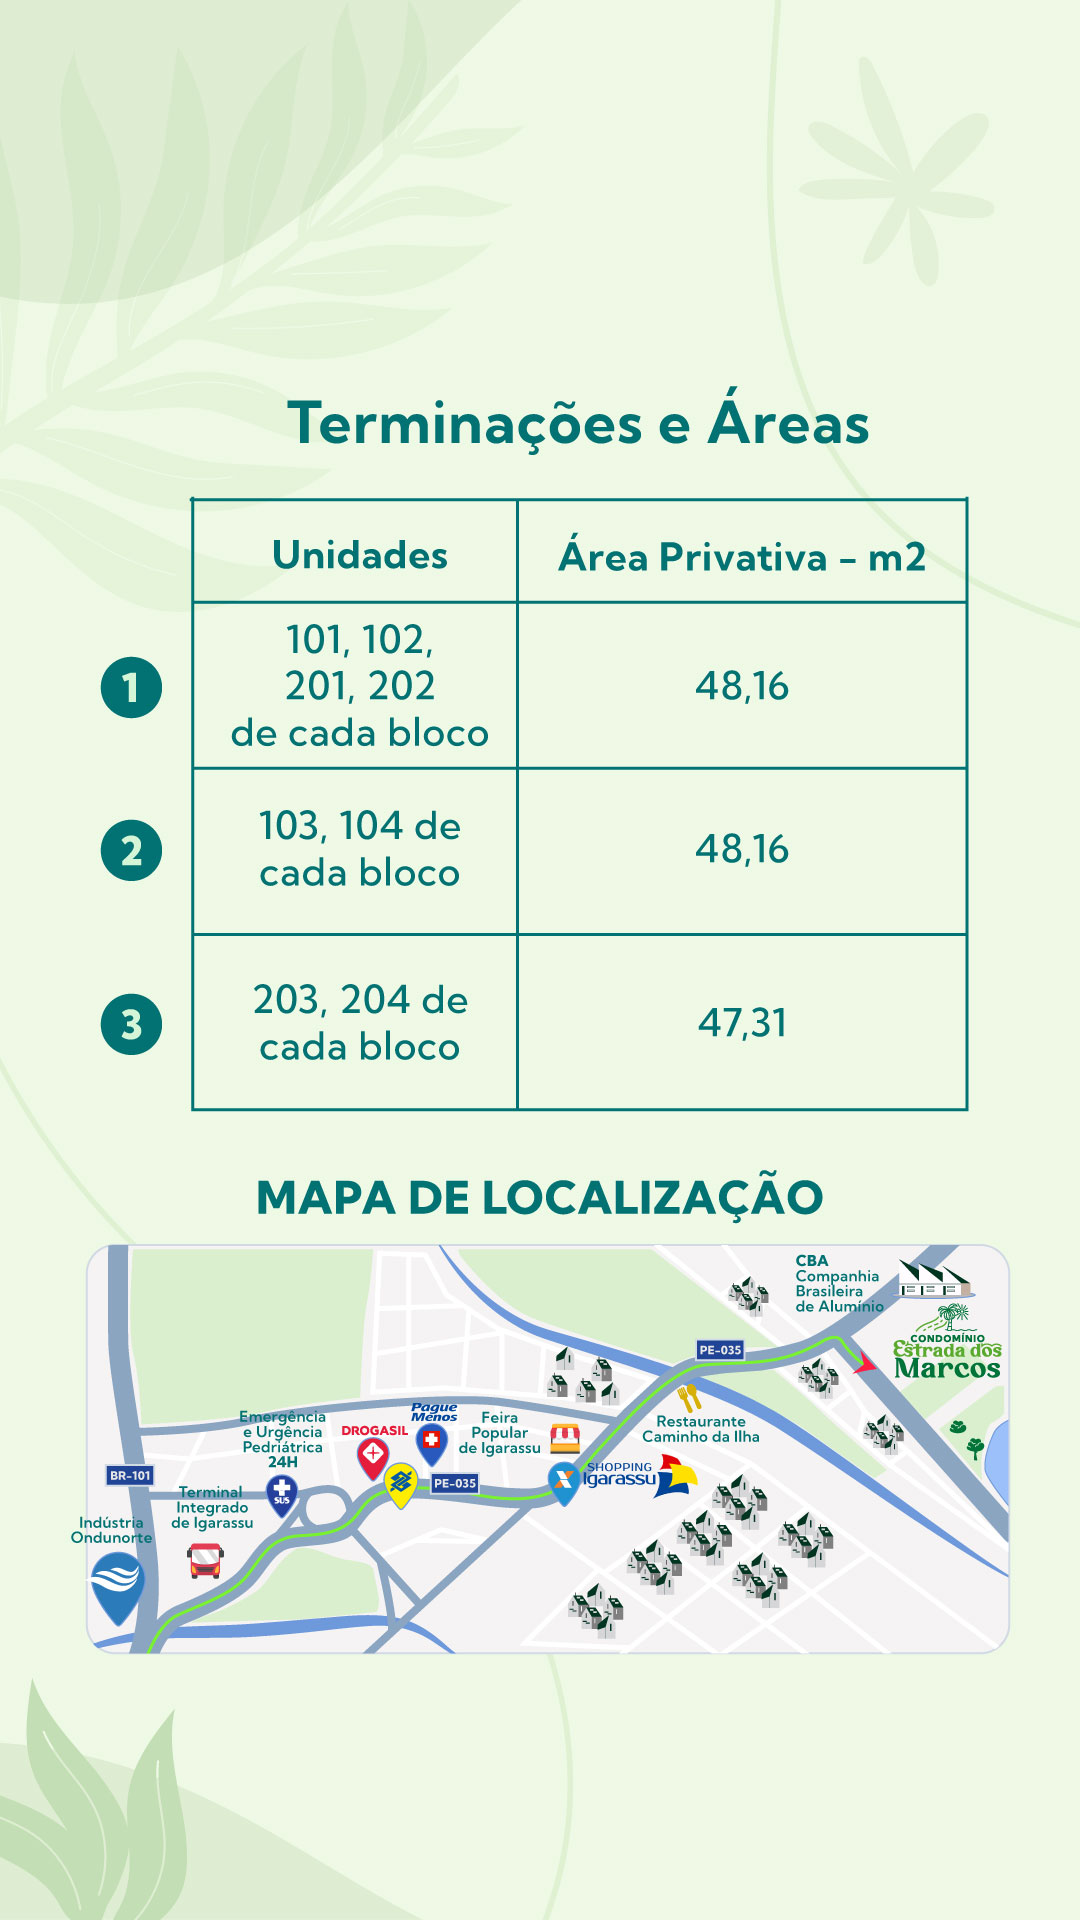 Terminações e Áreas
Unidades
Área Privativa - m2
1
101, 102,
201, 202
de cada bloco
48,16
2
103, 104 de
cada bloco
48,16
3
203, 204 de
cada bloco
47,31
MAPA DE LOCALIZAÇÃO
CBA
Companhia
Brasileira
de Alumínio
CONDOMÍNIO
Estrada dos
Marcos
PE-035
Restaurante
Caminho da Ilha
Pague
Menos
Feira
Popular
de Igarassu
DROGASIL
Emergência
e Urgência
Pedriátrica
24H
SHOPPING
Igarassu
PE-035
BR-101
SUS
Terminal
Integrado
de Igarassu
Indústria
Ondunorte